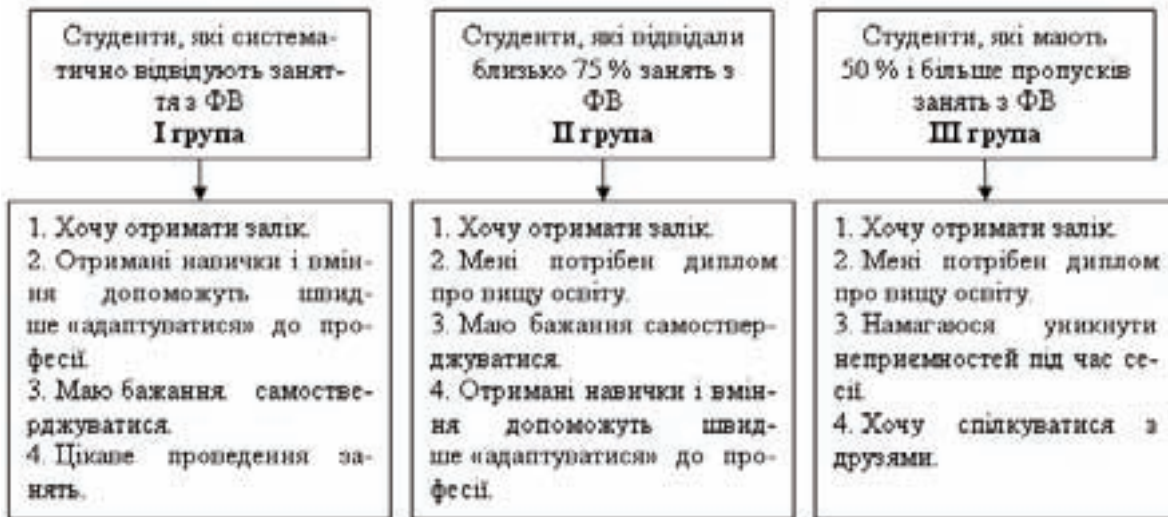 Студенти, які система-
тично відвідують занят-
тя з ФВ
I група
Студенти, які відвідали
близько 75 % занять з
ФВ
II група
Студенти, які мають
50 % і більше пропусків
занять з ФВ
III група
1. Хочу отримати залік.
2. Отримані навички і вмін-
ня допоможуть швид-
ше «адаптуватися» до про-
фесії.
3. Маю бажання самоствe-
рджуватися.
4. Цікаве проведення за-
нять.
1. Хочу отримати залік.
2. Мені потрібен диплом
про вищу освіту.
3. Маю бажання самоствер-
джуватися.
4. Отримані навички і вмін-
ня допоможуть швид-
ше «адаптуватися» до про-
фесії.
1. Хочу отримати залік.
2. Мені потрібен диплом
про вищу освіту.
3. Намагаюся уникнути
неприємностей під час се-
сії.
4. Хочу спілкуватися з
друзями.